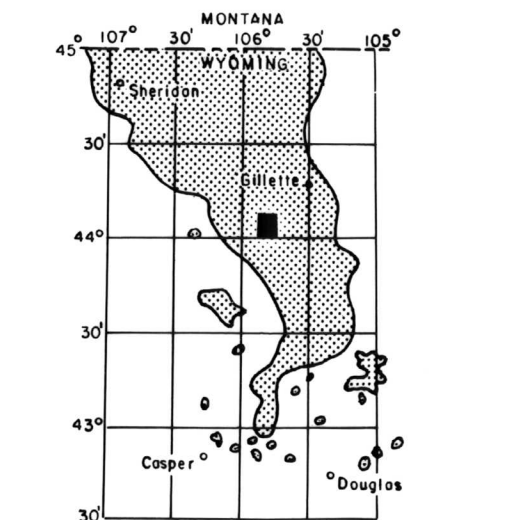 MONTANA
45° 107° 30' 106° 30' 105°
WYOMING
Sheridan
30'
Gillette
44°
30'
43°
Casper
Douglas
30'